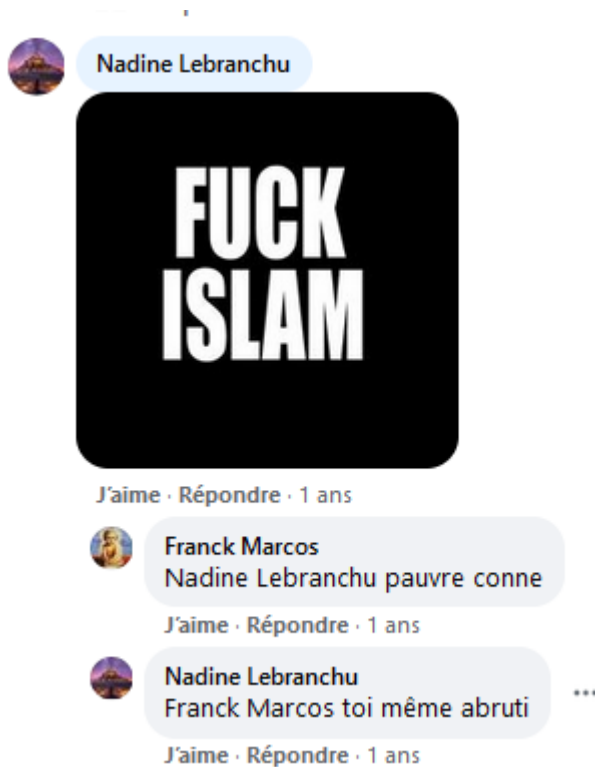 Nadine Lebranchu
FUCK
ISLAM
J'aime · Répondre · 1 ans
Franck Marcos
Nadine Lebranchu pauvre conne
J'aime · Répondre · 1 ans
Nadine Lebranchu
Franck Marcos toi même abruti
J'aime · Répondre · 1 ans